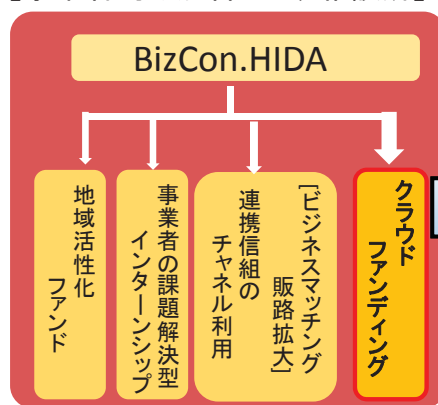 BizCon.HIDA
地域活性化
ファンド
事業者の課題解決型
インターンシップ
[ビジネスマッチング
販路拡大]
連携信組の
チャネル利用
クラウド
ファンディング